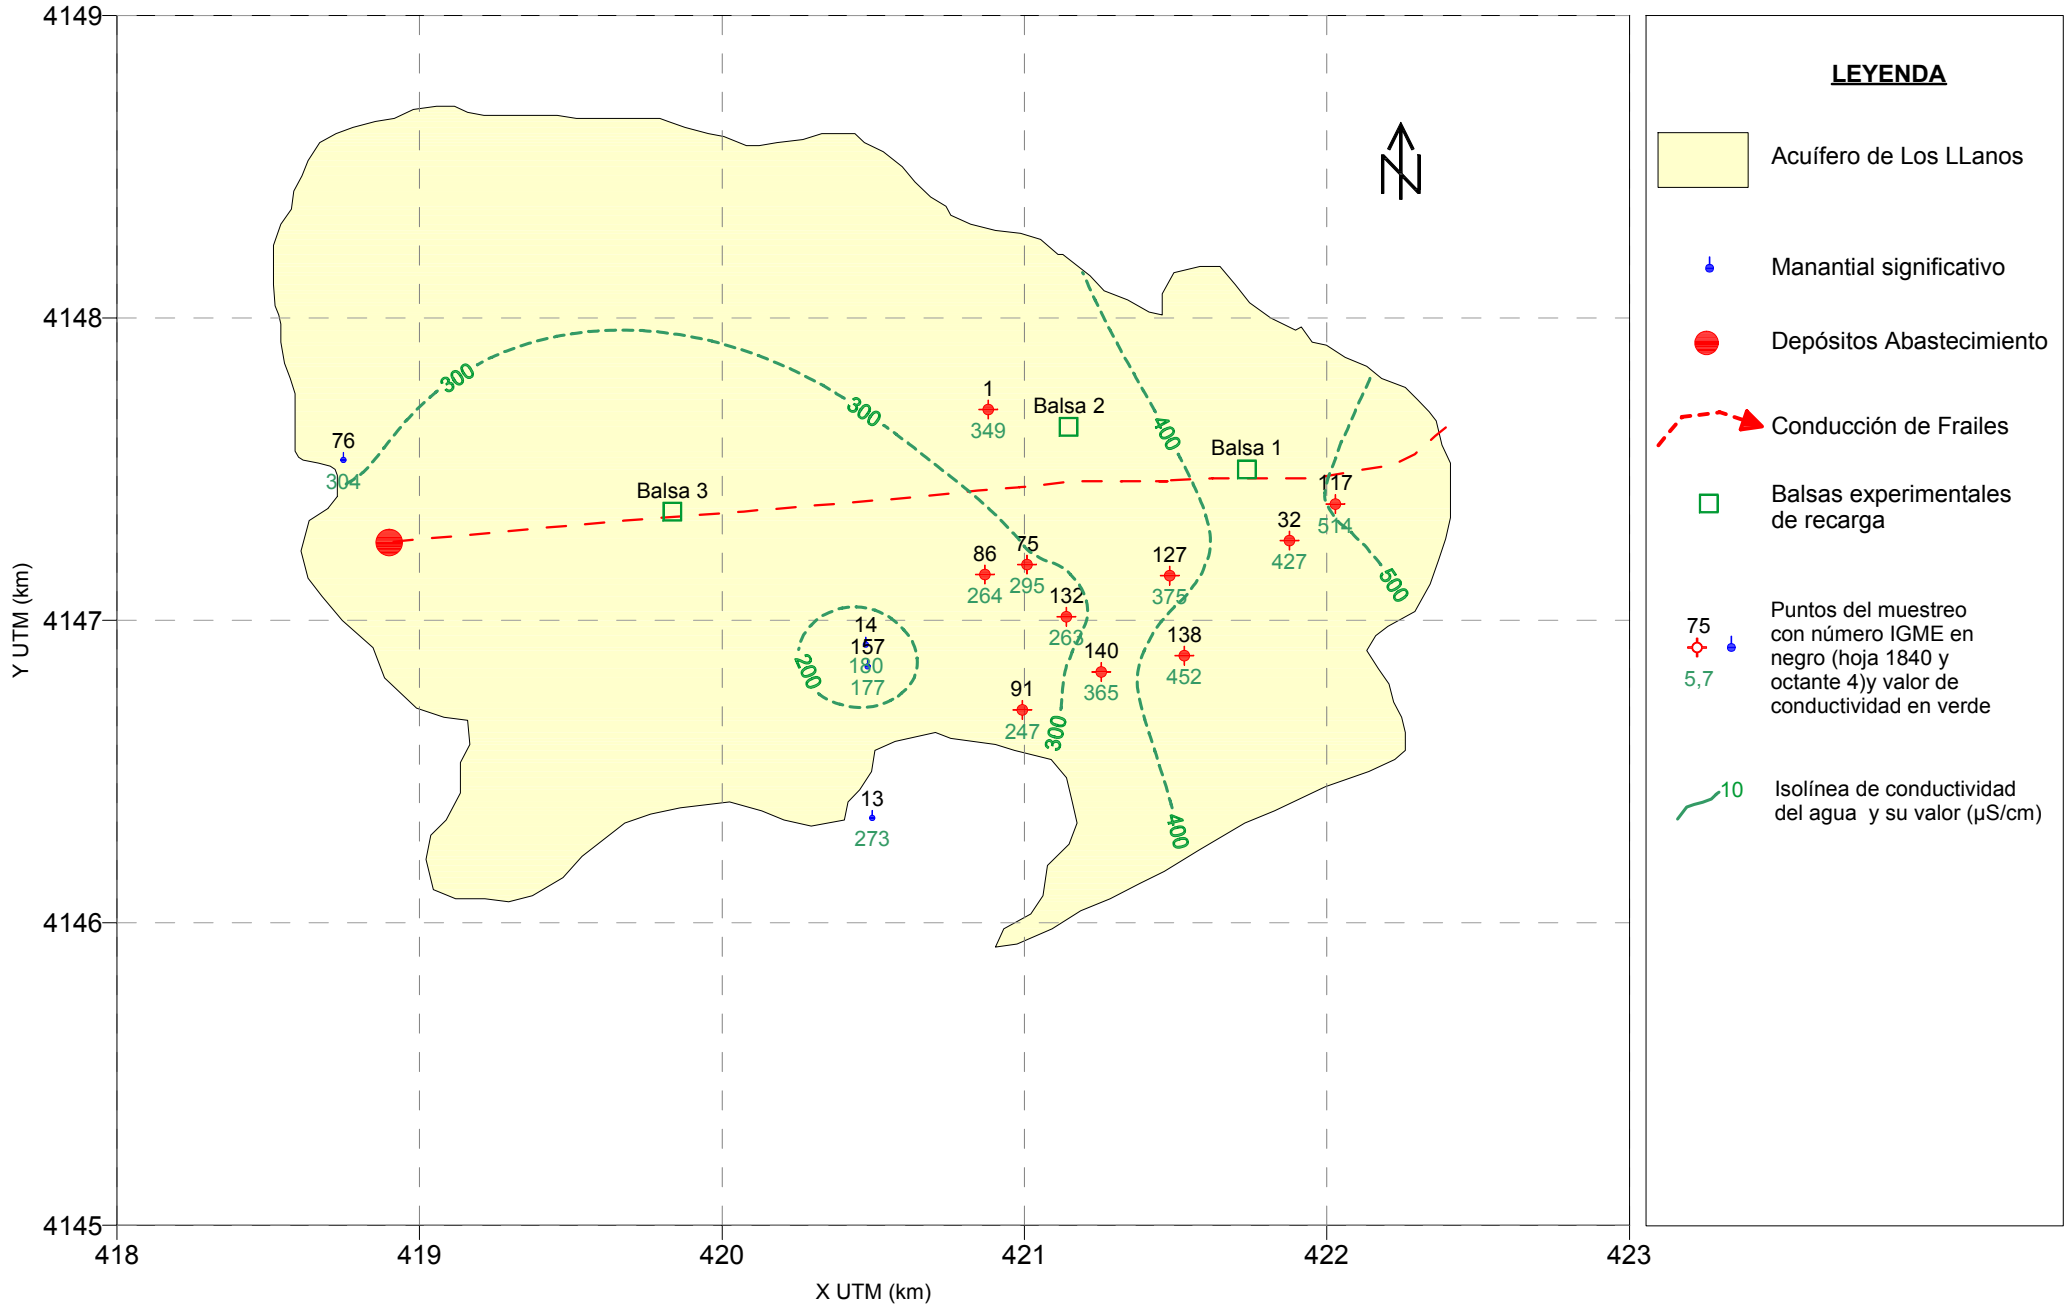 4149
4148
4147
4146
4145
418
419
420
421
422
423
Y UTM (km)
X UTM (km)
300
300
400
1
349
Balsa 2
Balsa 1
76
304
Balsa 3
117
514
32
427
75
295
86
264
127
375
500
132
263
14
157
180
177
200
138
452
140
365
91
247
300
13
273
400
N
LEYENDA
Acuífero de Los LLanos
Manantial significativo
Depósitos Abastecimiento
Conducción de Frailes
Balsas experimentales
de recarga
75
5,7
Puntos del muestreo
con número IGME en
negro (hoja 1840 y
octante 4)y valor de
conductividad en verde
10
Isolínea de conductividad
del agua y su valor (µS/cm)